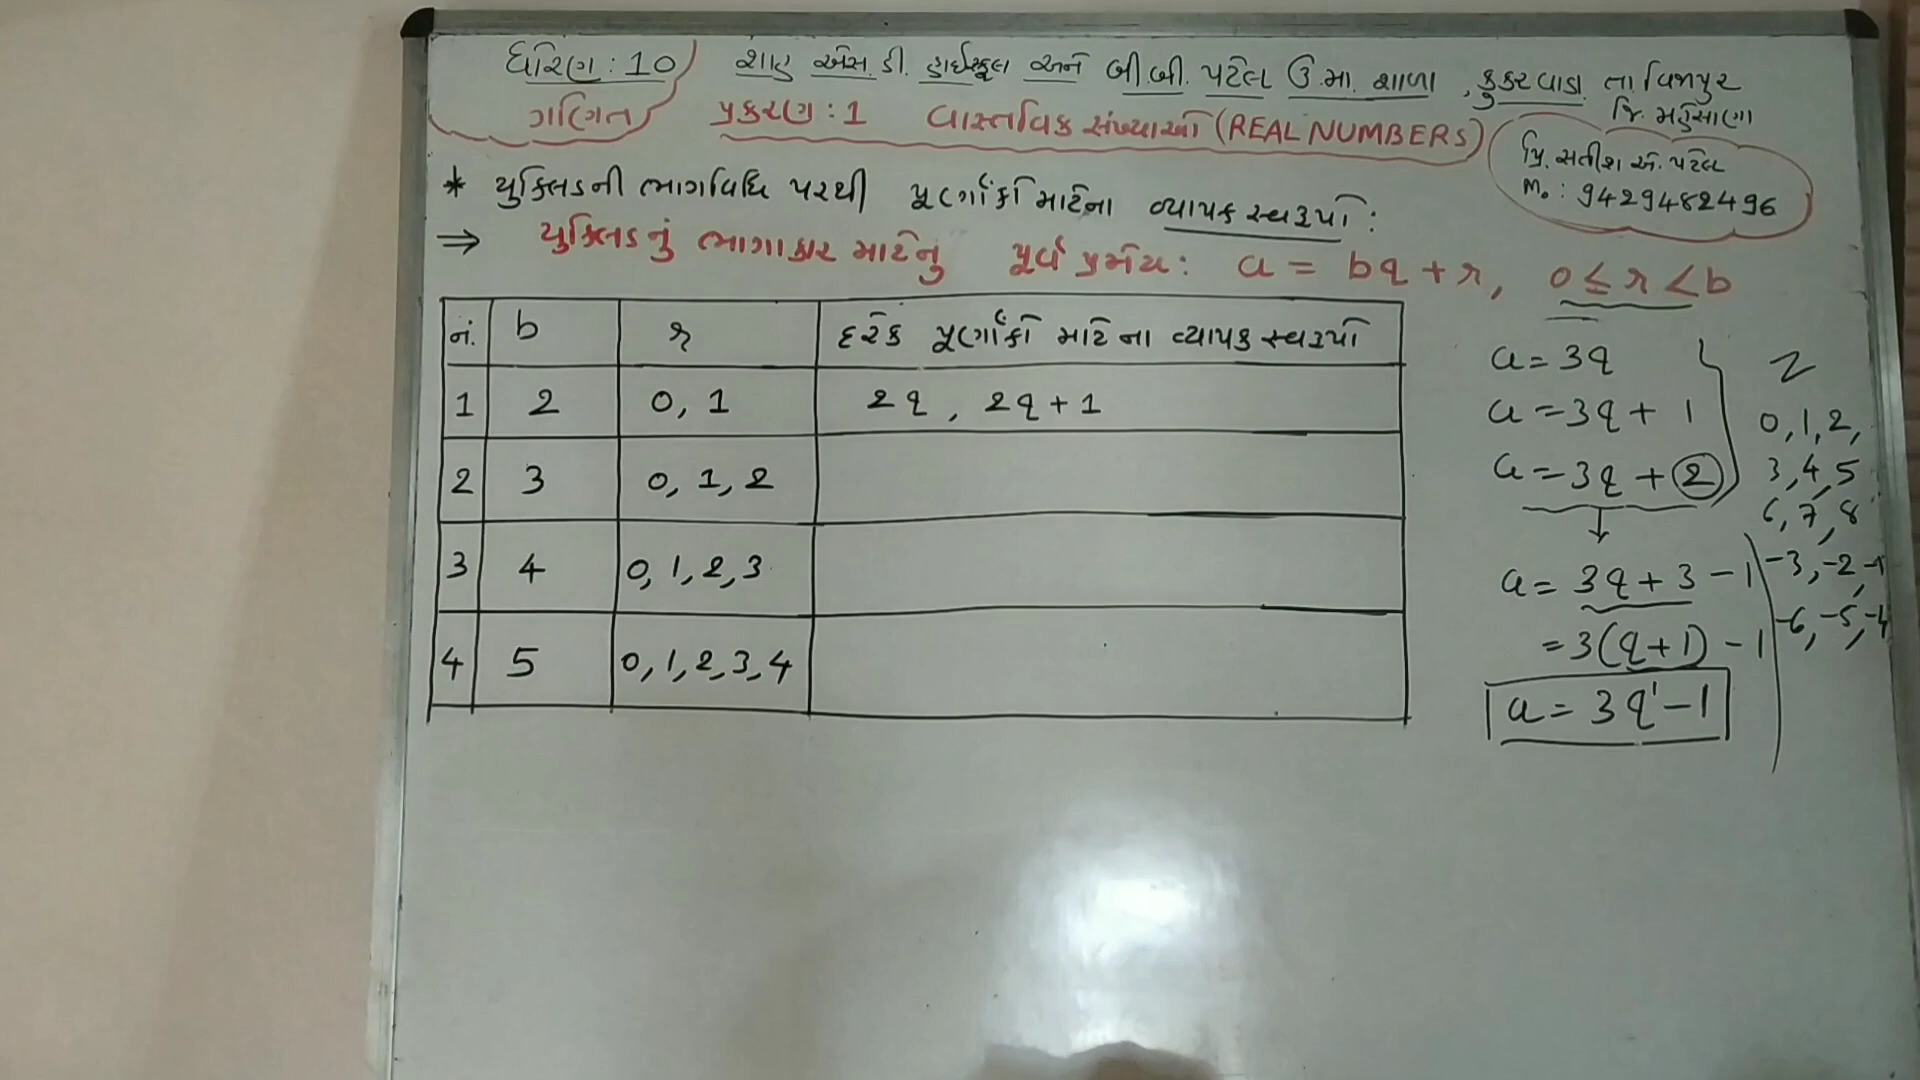 ધોરણ : 10 શાહ એસ. ડી. હાઈસ્કૂલ અને બી.બી. પટેલ ઉ.મા. શાળા , કુકરવાડા તા. વિજાપુર
જિ. મહેસાણા
ગણિત પ્રકરણ : 1 વાસ્તવિક સંખ્યાઓ (REAL NUMBERS)
પ્રિ. સતીશ એ. પટેલ
Mo : 9429482496
* યુક્લિડની ભાગવિધિ પરથી પૂર્ણાંકો માટેના વ્યાપક સ્વરૂપો :
⇒ યુક્લિડનું ભાગાકાર માટેનું પૂર્વ પ્રમેય : a = bq + r, 0 ≤ r < b
નં. b r દરેક પૂર્ણાંકો માટેના વ્યાપક સ્વરૂપો
1 2 0, 1 2q , 2q + 1
2 3 0, 1, 2
3 4 0, 1, 2, 3
4 5 0, 1, 2, 3, 4
a = 3q
a = 3q + 1
a = 3q + 2
a = 3q + 3 - 1
= 3(q+1) - 1
a = 3q' - 1
Z
0, 1, 2,
3, 4, 5
6, 7, 8
-3, -2, -1
-6, -5, -4